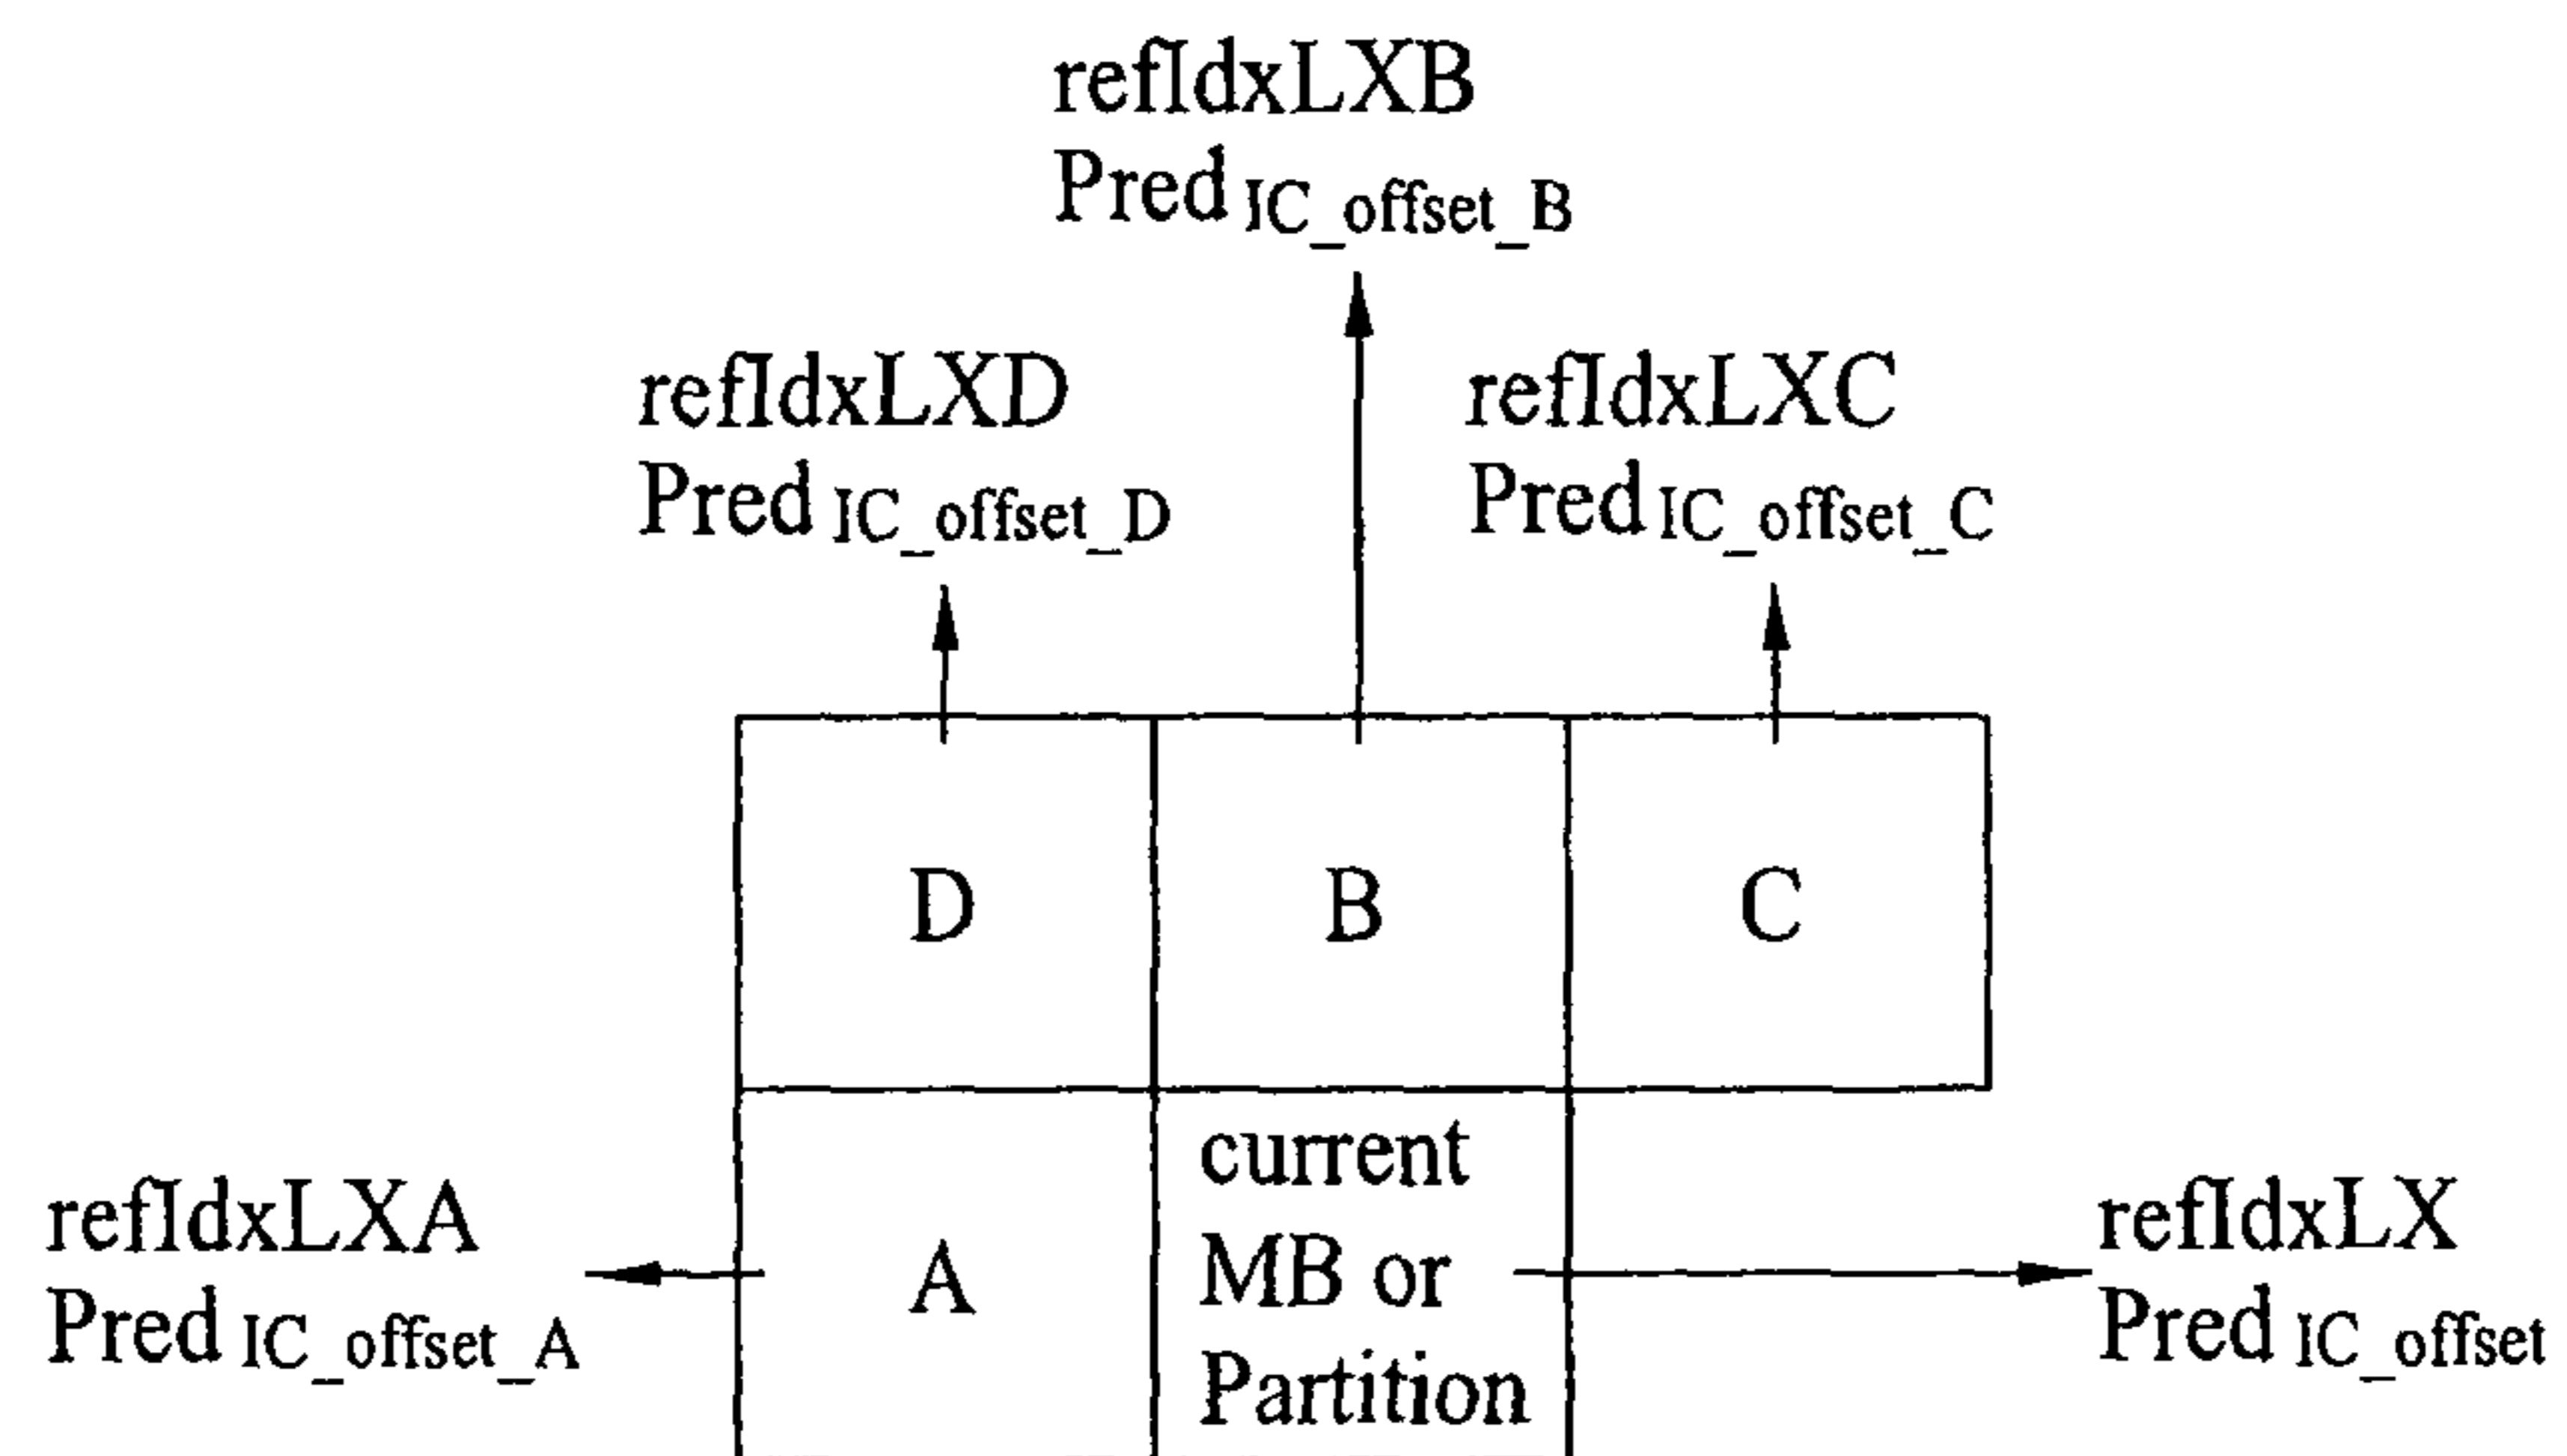 refIdxLXB
Pred IC_offset_B
refIdxLXD
Pred IC_offset_D
refIdxLXC
Pred IC_offset_C
D
B
C
refIdxLXA
Pred IC_offset_A
A
current
MB or
Partition
refIdxLX
Pred IC_offset